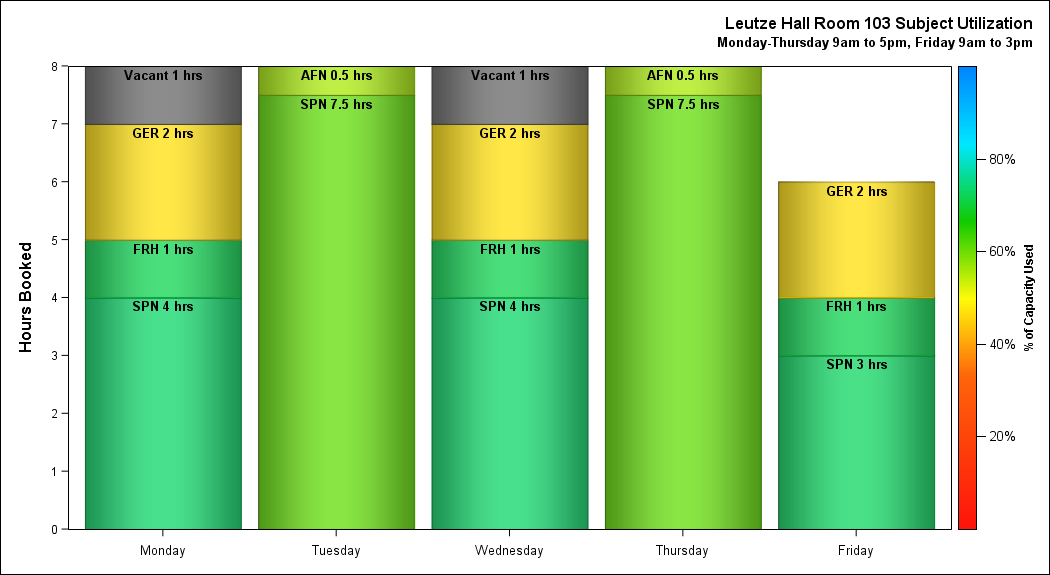 Leutze Hall Room 103 Subject Utilization
Monday-Thursday 9am to 5pm, Friday 9am to 3pm
Hours Booked
8
7
6
5
4
3
2
1
0
Vacant 1 hrs
GER 2 hrs
FRH 1 hrs
SPN 4 hrs
Monday
AFN 0.5 hrs
SPN 7.5 hrs
Tuesday
Vacant 1 hrs
GER 2 hrs
FRH 1 hrs
SPN 4 hrs
Wednesday
AFN 0.5 hrs
SPN 7.5 hrs
Thursday
GER 2 hrs
FRH 1 hrs
SPN 3 hrs
Friday
80%
60%
40%
20%
% of Capacity Used